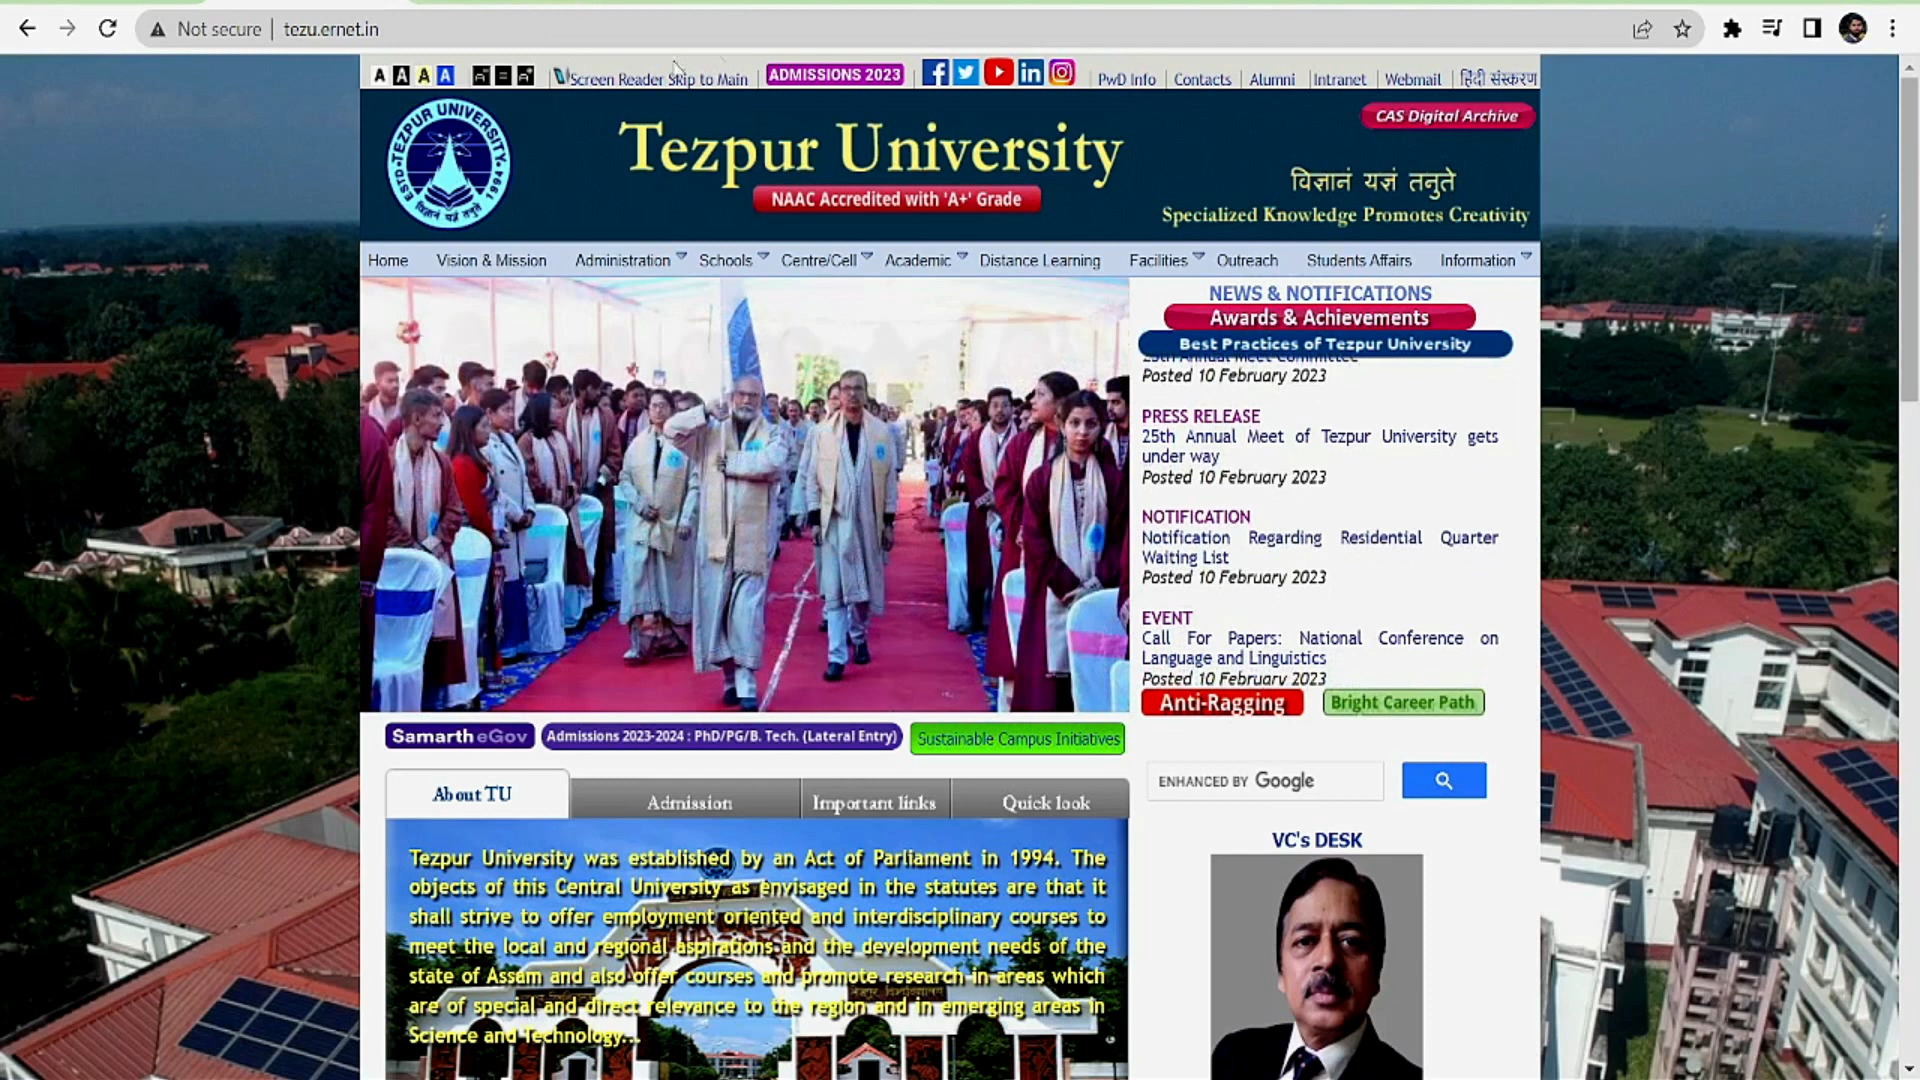 Not secure
tezu.ernet.in
A A A A
Screen Reader Skip to Main
ADMISSIONS 2023
PwD Info
Contacts
Alumni
Intranet
Webmail
हिंदी संस्करण
TEZPUR UNIVERSITY
ESTD 1994
विज्ञानं यज्ञं तनुते
Tezpur University
NAAC Accredited with 'A+' Grade
CAS Digital Archive
विज्ञानं यज्ञं तनुते
Specialized Knowledge Promotes Creativity
Home
Vision & Mission
Administration
Schools
Centre/Cell
Academic
Distance Learning
Facilities
Outreach
Students Affairs
Information
NEWS & NOTIFICATIONS
Awards & Achievements
Best Practices of Tezpur University
25th Annual Meet Committee
Posted 10 February 2023
PRESS RELEASE
25th Annual Meet of Tezpur University gets
under way
Posted 10 February 2023
NOTIFICATION
Notification Regarding Residential Quarter
Waiting List
Posted 10 February 2023
EVENT
Call For Papers: National Conference on
Language and Linguistics
Posted 10 February 2023
Anti-Ragging
Bright Career Path
Samarth eGov
Admissions 2023-2024 : PhD/PG/B. Tech. (Lateral Entry)
Sustainable Campus Initiatives
ENHANCED BY Google
About TU
Admission
Important links
Quick look
Tezpur University was established by an Act of Parliament in 1994. The
objects of this Central University as envisaged in the statutes are that it
shall strive to offer employment oriented and interdisciplinary courses to
meet the local and regional aspirations and the development needs of the
state of Assam and also offer courses and promote research in areas which
are of special and direct relevance to the region and in emerging areas in
Science and Technology...
VC's DESK